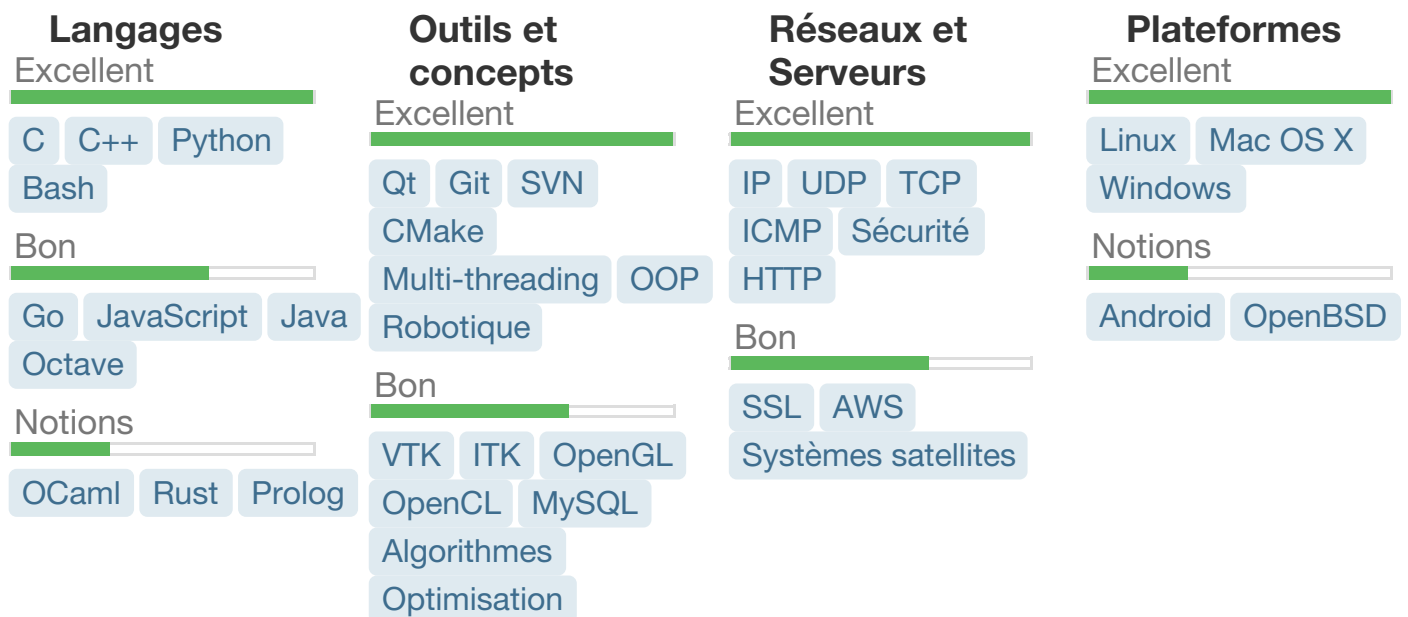 Langages
Excellent
C C++ Python
Bash
Bon
Go JavaScript Java
Octave
Notions
OCaml Rust Prolog
Outils et
concepts
Excellent
Qt Git SVN
CMake
Multi-threading OOP
Robotique
Bon
VTK ITK OpenGL
OpenCL MySQL
Algorithmes
Optimisation
Réseaux et
Serveurs
Excellent
IP UDP TCP
ICMP Sécurité
HTTP
Bon
SSL AWS
Systèmes satellites
Plateformes
Excellent
Linux Mac OS X
Windows
Notions
Android OpenBSD